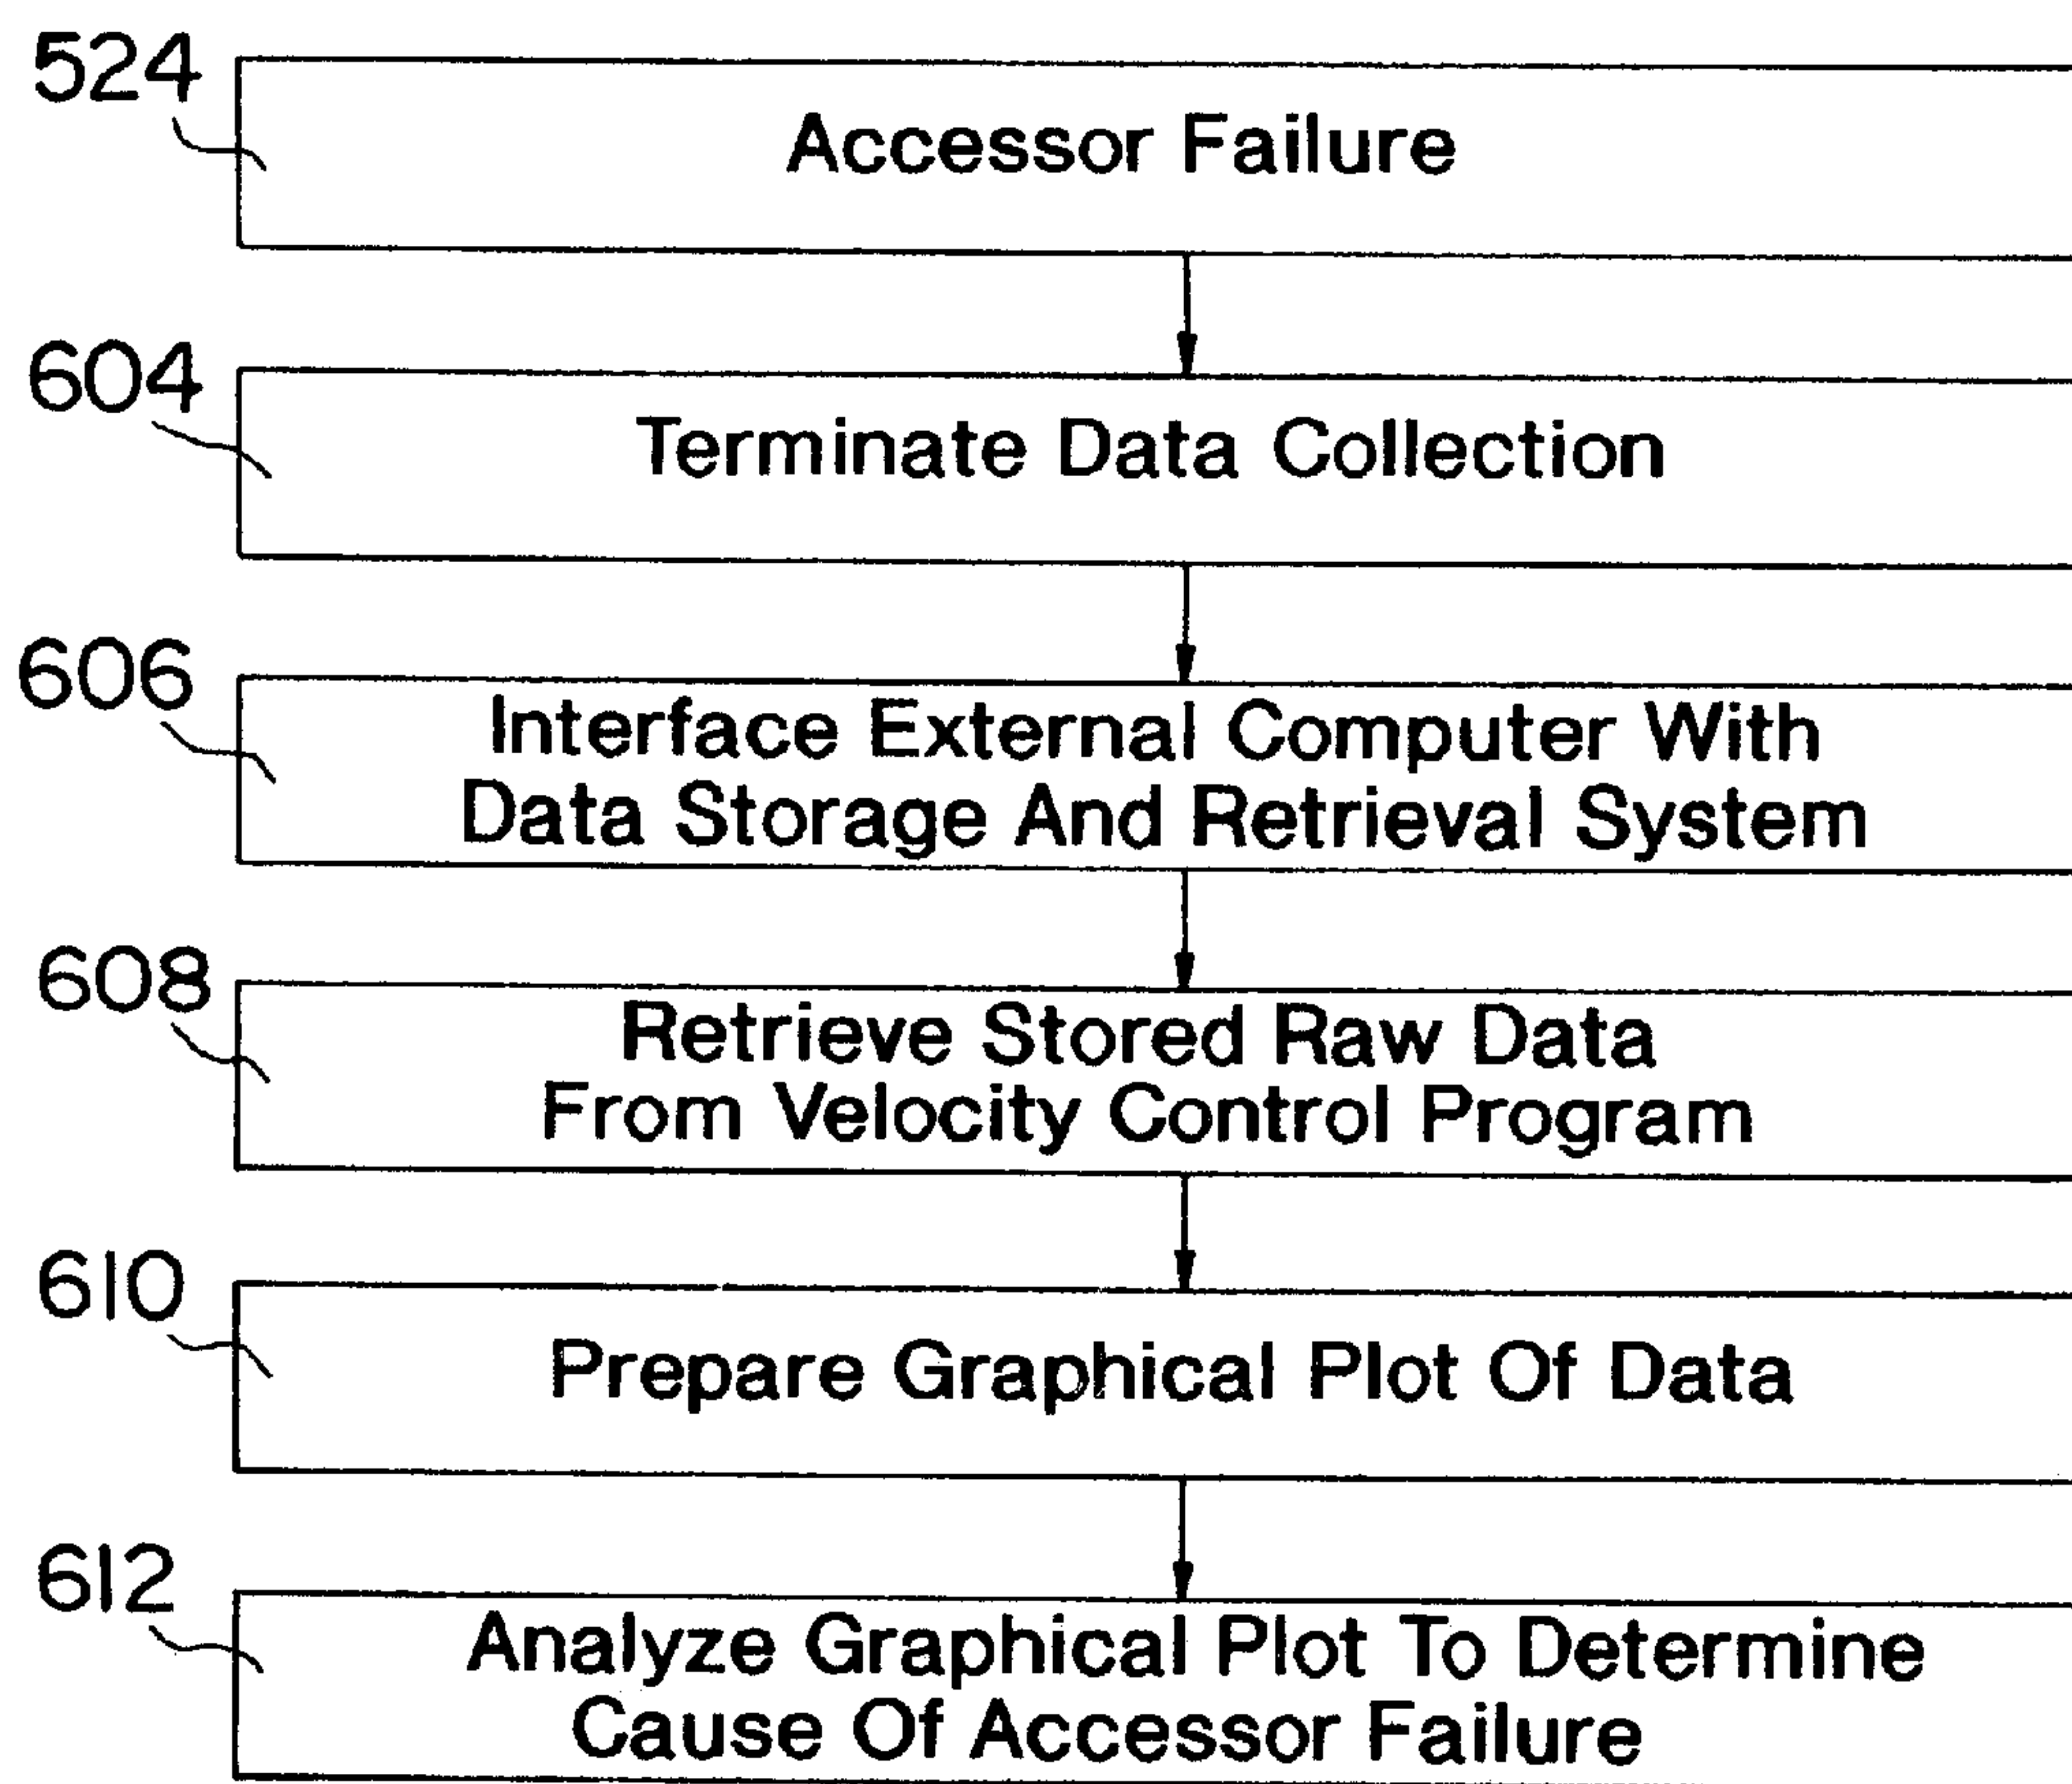 524
Accessor Failure
604
Terminate Data Collection
606
Interface External Computer With
Data Storage And Retrieval System
608
Retrieve Stored Raw Data
From Velocity Control Program
610
Prepare Graphical Plot Of Data
612
Analyze Graphical Plot To Determine
Cause Of Accessor Failure